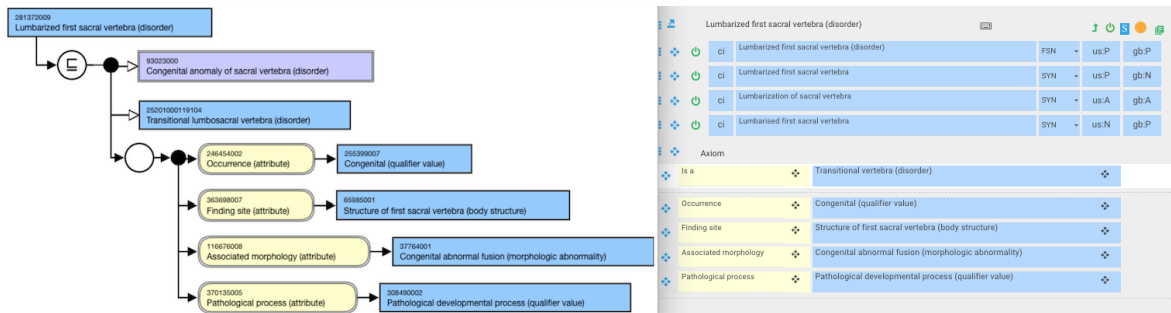 281372009
Lumbarized first sacral vertebra (disorder)
⊑
93023000
Congenital anomaly of sacral vertebra (disorder)
25201000119104
Transitional lumbosacral vertebra (disorder)
246454002
Occurrence (attribute)
255399007
Congenital (qualifier value)
363698007
Finding site (attribute)
65985001
Structure of first sacral vertebra (body structure)
116676008
Associated morphology (attribute)
37764001
Congenital abnormal fusion (morphologic abnormality)
370135005
Pathological process (attribute)
308490002
Pathological developmental process (qualifier value)
Lumbarized first sacral vertebra (disorder) S
ci Lumbarized first sacral vertebra (disorder) FSN us:P gb:P
ci Lumbarized first sacral vertebra SYN us:P gb:N
ci Lumbarization of sacral vertebra SYN us:A gb:A
ci Lumbarised first sacral vertebra SYN us:N gb:P
Axiom
Is a Transitional vertebra (disorder)
Occurrence Congenital (qualifier value)
Finding site Structure of first sacral vertebra (body structure)
Associated morphology Congenital abnormal fusion (morphologic abnormality)
Pathological process Pathological developmental process (qualifier value)